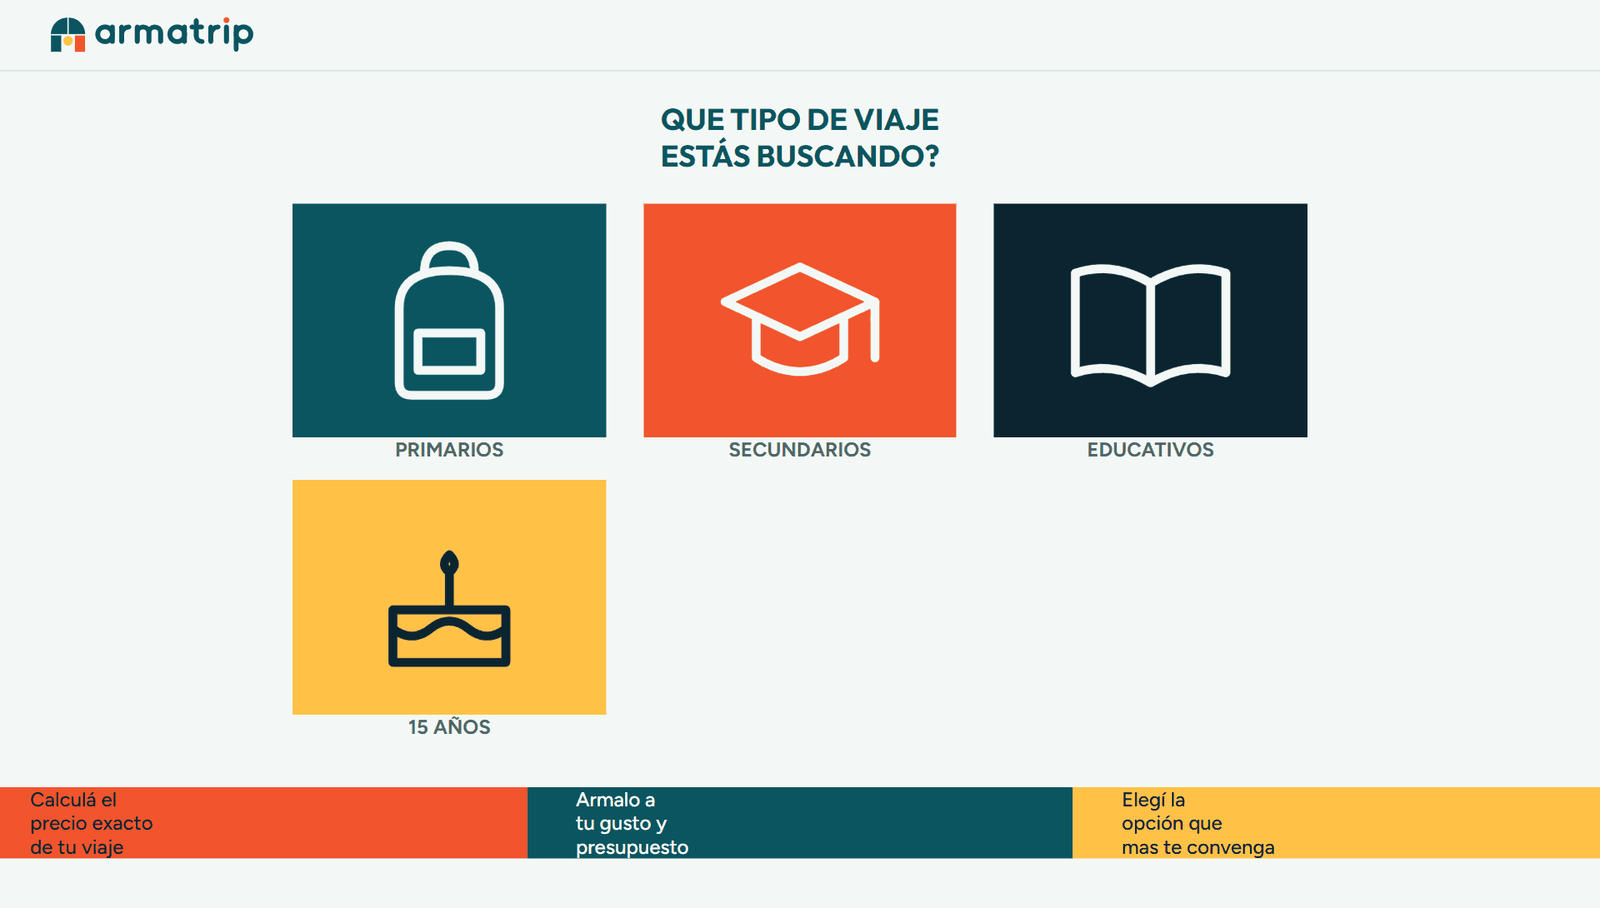 armatrip
QUE TIPO DE VIAJE
ESTÁS BUSCANDO?
PRIMARIOS
SECUNDARIOS
EDUCATIVOS
15 AÑOS
Calculá el
precio exacto
de tu viaje
Armalo a
tu gusto y
presupuesto
Elegí la
opción que
mas te convenga